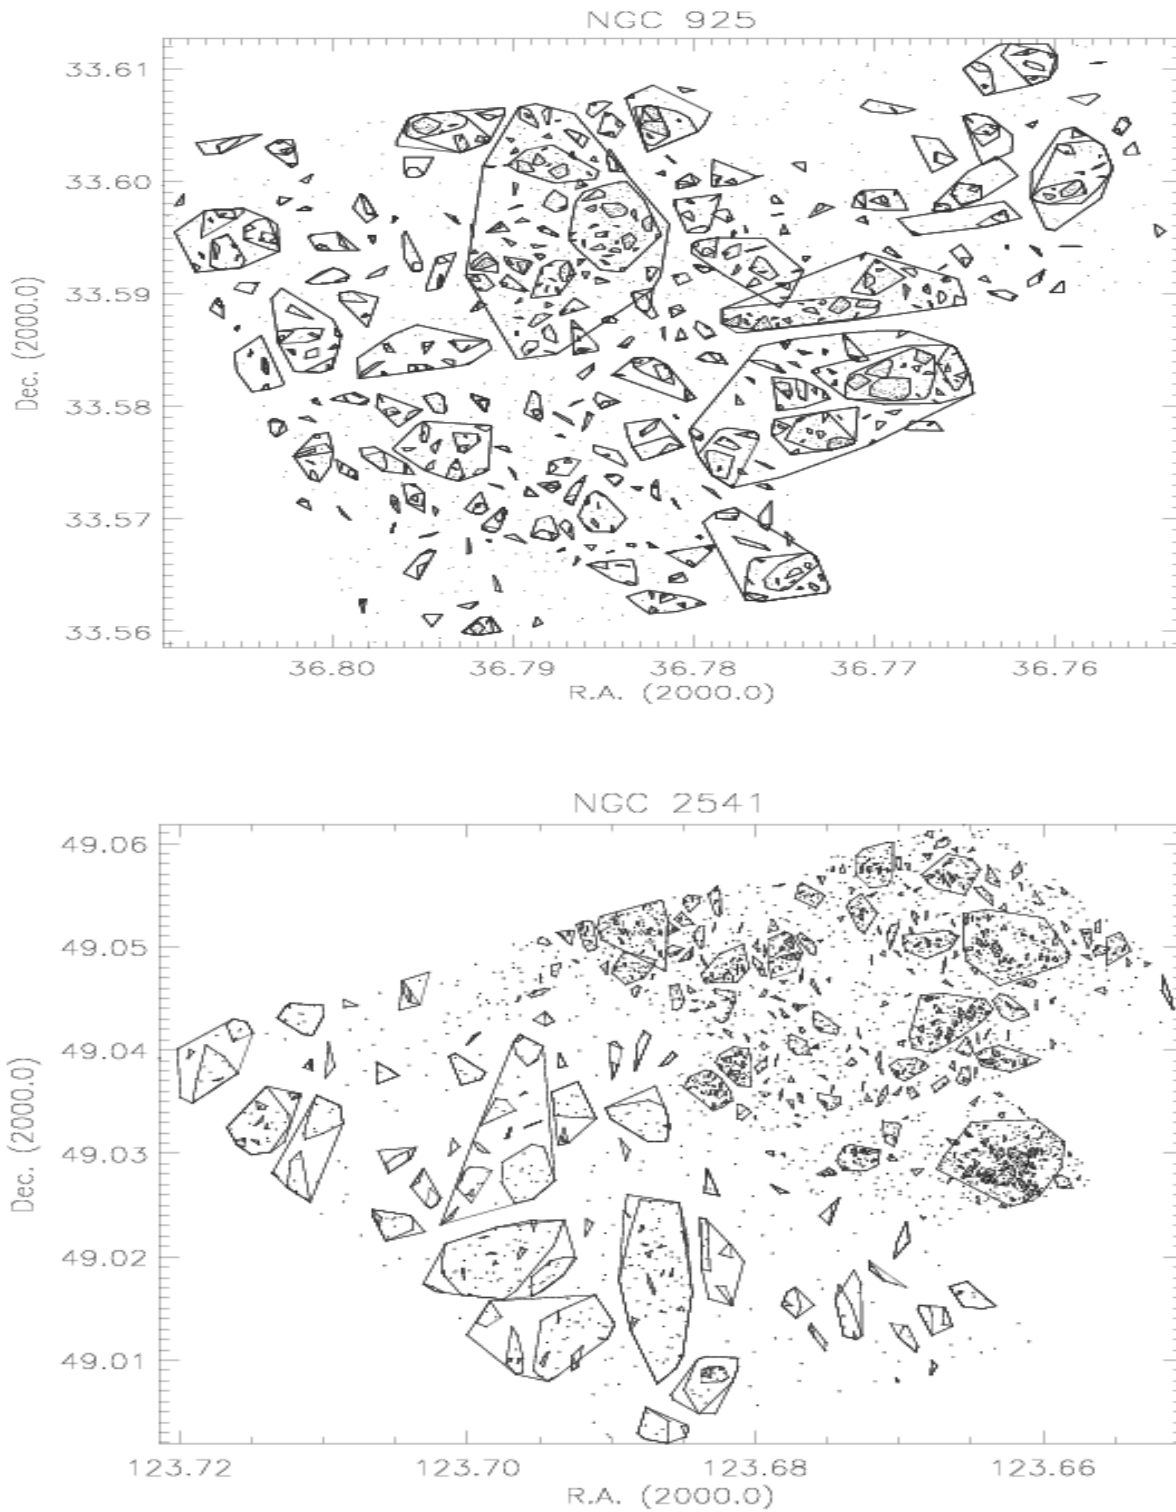 NGC 925
33.61
33.60
33.59
33.58
33.57
33.56
Dec. (2000.0)
36.80 36.79 36.78 36.77 36.76
R.A. (2000.0)
NGC 2541
49.06
49.05
49.04
49.03
49.02
49.01
Dec. (2000.0)
123.72 123.70 123.68 123.66
R.A. (2000.0)